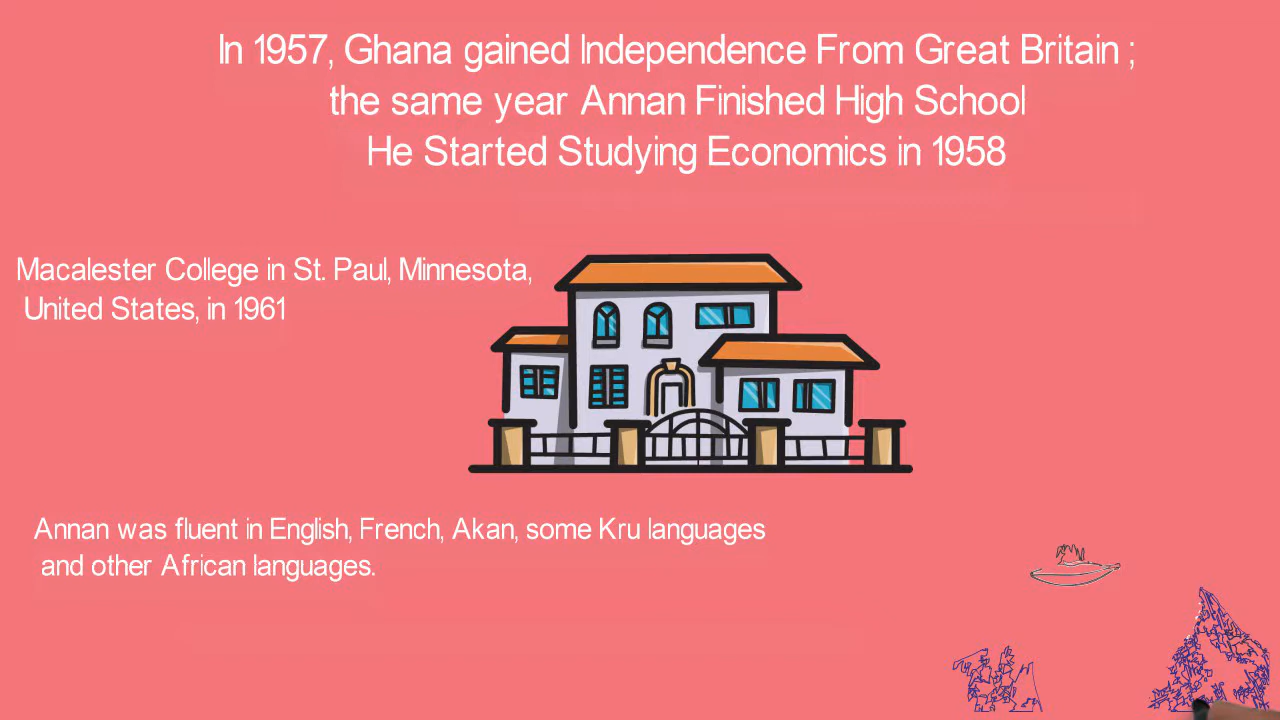 In 1957, Ghana gained Independence From Great Britain ;
the same year Annan Finished High School
He Started Studying Economics in 1958
Macalester College in St. Paul, Minnesota,
United States, in 1961
Annan was fluent in English, French, Akan, some Kru languages
and other African languages.